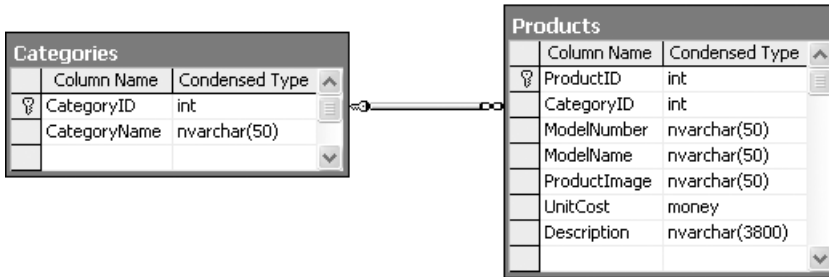 Categories
Column Name Condensed Type
CategoryID int
CategoryName nvarchar(50)
Products
Column Name Condensed Type
ProductID int
CategoryID int
ModelNumber nvarchar(50)
ModelName nvarchar(50)
ProductImage nvarchar(50)
UnitCost money
Description nvarchar(3800)